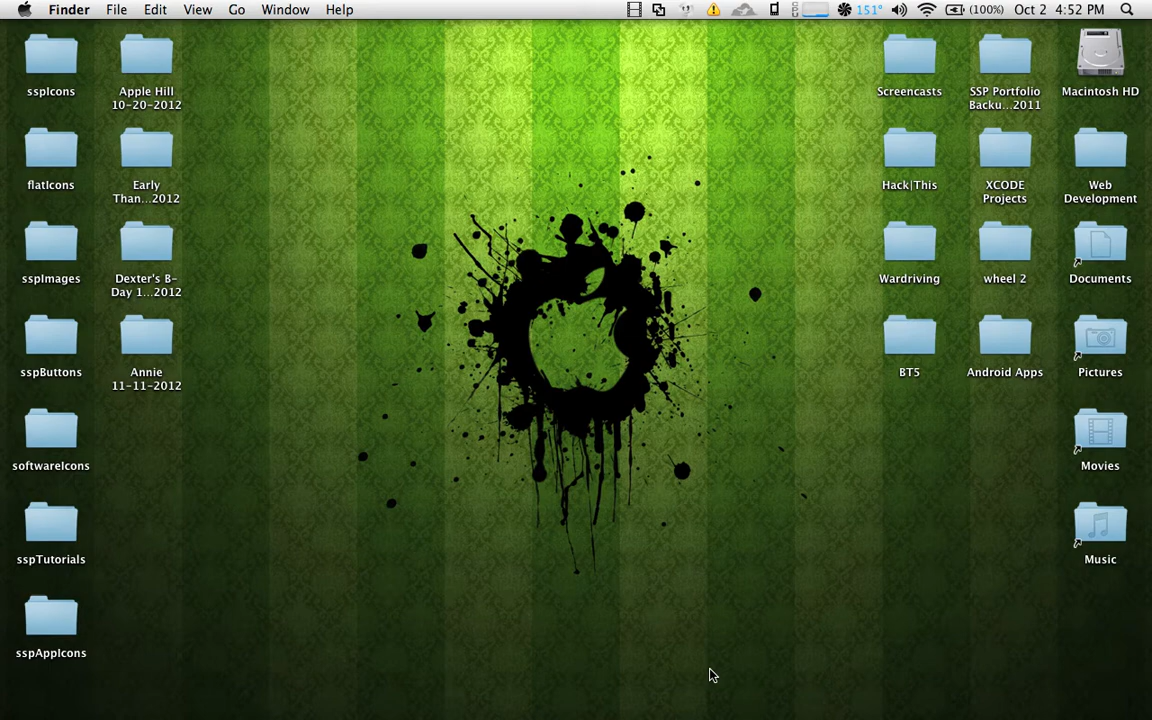 Finder File Edit View Go Window Help 151° (100%) Oct 2 4:52 PM
sspIcons
Apple Hill
10-20-2012
Screencasts
SSP Portfolio
Backu...2011
Macintosh HD
flatIcons
Early
Than...2012
Hack|This
XCODE
Projects
Web
Development
sspImages
Dexter's B-
Day 1...2012
Wardriving
wheel 2
Documents
sspButtons
Annie
11-11-2012
BT5
Android Apps
Pictures
softwareIcons
Movies
sspTutorials
Music
sspAppIcons